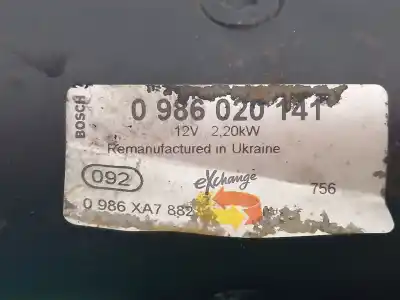 BOSCH
0 986 020 141
12V 2,20kW
Remanufactured in Ukraine
eXchange
092
756
0 986 XA7 882